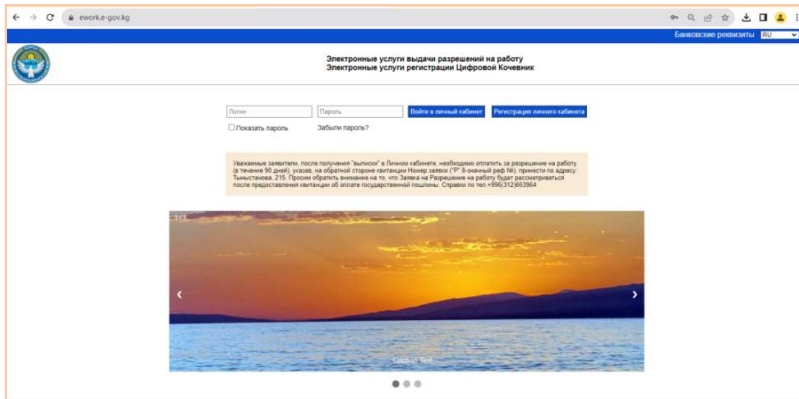 ework.e-gov.kg
Банковские реквизиты RU
Электронные услуги выдачи разрешений на работу
Электронные услуги регистрации Цифровой Кочевник
Логин Пароль Войти в личный кабинет Регистрация личного кабинета
Показать пароль Забыли пароль?
Уважаемые заявители, после получения "выписки" в Личном кабинете, необходимо оплатить за разрешение на работу
(в течение 90 дней), указав, на обратной стороне квитанции Номер заявки ("Р" 8-значный реф №), принести по адресу:
Тыныстанова, 215. Просим обратить внимание на то, что Заявка на Разрешение на работу будет рассматриваться
после предоставления квитанции об оплате государственной пошлины. Справки по тел.+996(312)663964
1 / 3
Caption Text